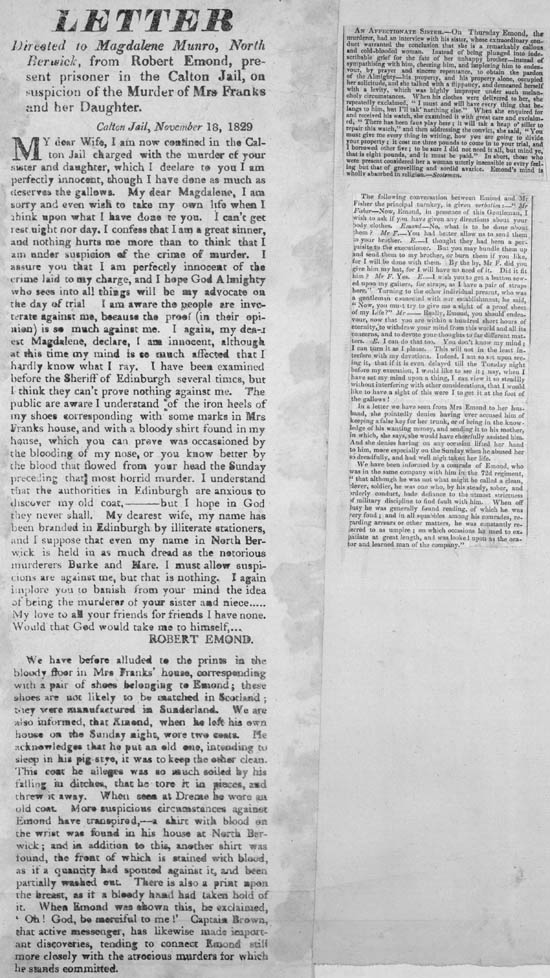 LETTER
Directed to Magdalene Munro, North
Berwick, from Robert Emond, pre-
sent prisoner in the Calton Jail, on
suspicion of the Murder of Mrs Franks
and her Daughter.
Calton Jail, November 18, 1829
MY dear Wife, I am now confined in the Cal-
ton Jail charged with the murder of your
sister and daughter, which I declare to you I am
perfectly innocent, though I have done as much as
deserves the gallows. My dear Magdalene, I am
sorry and even wish to take my own life when I
think upon what I have done to you. I can't get
rest night nor day. I confess that I am a great sinner,
and nothing hurts me more than to think that I
am under suspicion of the crime of murder. I
assure you that I am perfectly innocent of the
crime laid to my charge, and I hope God Almighty
who sees into all things will be my advocate on
the day of trial I am aware the people are inve-
terate against me, because the proof (in their opi-
nion) is so much against me. I again, my dea-
est Magdalene, declare, I am innocent, although
at this time my mind is so much affected that I
hardly know what I ray. I have been examined
before the Sheriff of Edinburgh several times, but
I think they can't prove nothing against me. The
public are aware I understand of the iron heels of
my shoes corresponding with some marks in Mrs
Franks house, and with a bloody shirt found in my
house, which you can prove was occassioned by
the blooding of my nose, or you know better by
the blood that flowed from your head the Sunday
preceding that most horrid murder. I understand
that the authorities in Edinburgh are anxious to
discover my old coat,——but I hope in God
they never shall. My dearest wife, my name has
been branded in Edinburgh by illiterate stationers,
and I suppose that even my name in North Ber-
wick is held in as much dread as the notorious
murderers Burke and Hare. I must allow suspi-
cions are against me, but that is nothing. I again
implore you to banish from your mind the idea
of being the murderer of your sister and niece.....
My love to all your friends for friends I have none.
Would that God would take me to himself,...
ROBERT EMOND.
We have before alluded to the prints in the
bloody floor in Mrs Franks' house, corresponding
with a pair of shoes belonging to Emond; these
shoes are not likely to be matched in Scotland;
they were manufactured in Sunderland. We are
also informed, that Emond, when he left his own
house on the Sunday night, wore two coats. He
acknowledges that he put an old one, intending to
sleep in his pig stye, it was to keep the other clean.
This coat he alleges was so much soiled by his
falling in ditches, that he tore it in pieces, and
threw it away. When seen at Dreme he wore an
old coat. More suspicious circumstances against
Emond have transpired,—a shirt with blood on
the wrist was found in his house at North Ber-
wick; and in addition to this, another shirt was
found, the front of which is stained with blood,
as if a quantity had spouted against it, and been
partially washed out. There is also a print upon
the breast, as if a bloody hand had taken hold of
it. When Emond was shown this, he exclaimed,
' Oh! God, be merciful to me!' Captain Brown,
that active messenger, has likewise made import-
ant discoveries, tending to connect Emond still
more closely with the atrocious murders for which
he stands committed.
AN AFFECTIONATE SISTER.—On Thursday Emond, the
murderer, had an interview with his sister, whose extraordinary con-
duct warranted the conclusion that she is a remarkably callous
and cold-blooded woman. Instead of being plunged into inde-
scribable grief for the fate of her unhappy brother—instead of
sympathising with him, cheering him, and imploring him to endea-
vour, by prayer and sincere repentance, to obtain the pardon
of the Almighty—his property, and his property alone, occupied
her solicitude, and she talked with a flippancy, and demeaned herself
with a levity, which was highly improper under such melan-
choly circumstances. When his clothes were delivered to her, she
repeatedly exclaimed, " I must and will have every thing that be-
langs to him, but I'll tak' naething else." When she enquired for
and received his watch, she examined it with great care and exclaim-
ed, " There has been faes play here; it will tak a heap of siller to
repair this watch," and then addressing the convict, she said, " You
must give me every thing in writing, how you are going to divide
your property; it cost me three pounds to come in to your trial, and
I borrowed other five; to be sure I did not need it all, but mind ye,
that is eight pounds, and it must be paid." In short, those who
were present considered her a woman utterly insensible to every feel-
ing but that of grovelling and sordid avarice. Emond's mind is
wholly absorbed in religion.—
The following conversation between Emond and Mr
Fisher the principal turnkey, is given verbatim:—" Mr
Fisher—Now, Emond, in presence of this Gentleman, I
wish to ask if you have given any directions about your
body clothes. Emond—No, what is to be done about
them? Mr F.—You had better allow us to send them
to your brother. E.—I thought they had been a per-
quisite to the executioner. But you may bundle them up
and send them to my brother, or burn them if you like,
for I will be done with them. By the by, Mr F. did you
give him my hat, for I will have no need of it. Did it fit
him? Mr F. Yes. E.—I wish you to get a button sew-
ed upon my gaiters, for straps, as I have a pair of straps
here." Turning to the other individual present, who was
a gentleman connected with our establishment, he said,
" Now, you must try to give me a sight of a proof sheet
of my Life?" Mr —— Really, Emond, you should endea-
vour, now that you are within a hundred short hours of
eternity, to withdraw your mind from this world and all its
concerns, and to devote your thoughts to far different mat-
ters. E. I can do that too. You don't know my mind;
I can turn it as I please. This will not in the least in-
terfere with my devotions. Indeed, I am so set upon see-
ing it, that if it is even delayed till the Tuesday night
before my execution, I would like to see it; nay, when I
have set my mind upon a thing, I can view it so steadily
without interfering with other considerations, that I would
like to have a sight of this were I to get it at the foot of
the gallows!
In a letter we have seen from Mrs Emond to her hus-
band, she pointedly denies having ever accused him of
keeping a false key for her trunk, or of being in the know-
ledge of his wanting money, and sending it to his mother,
in which, she says, she would have cheerfully assisted him.
And she denies having on any occasion lifted her hand
to him, more especially on the Sunday when he abused her
so dreadfully, and had well nigh taken her life.
We have been informed by a comrade of Emond, who
was in the same company with him in the 72d regiment,
" that although he was not what might be called a clean,
clever, soldier, he was one who, by his steady, sober, and
orderly conduct, bade defiance to the utmost strictness
of military discipline to find fault with him. When off
duty he was generally found reading, of which he was
very fond; and in all squabbles among his comrades, re-
garding arrears or other matters, he was constantly re-
ferred to as umpire; on which occasions he used to ex-
patiate at great length, and was looked upon as the ora-
tor and learned man of the company."